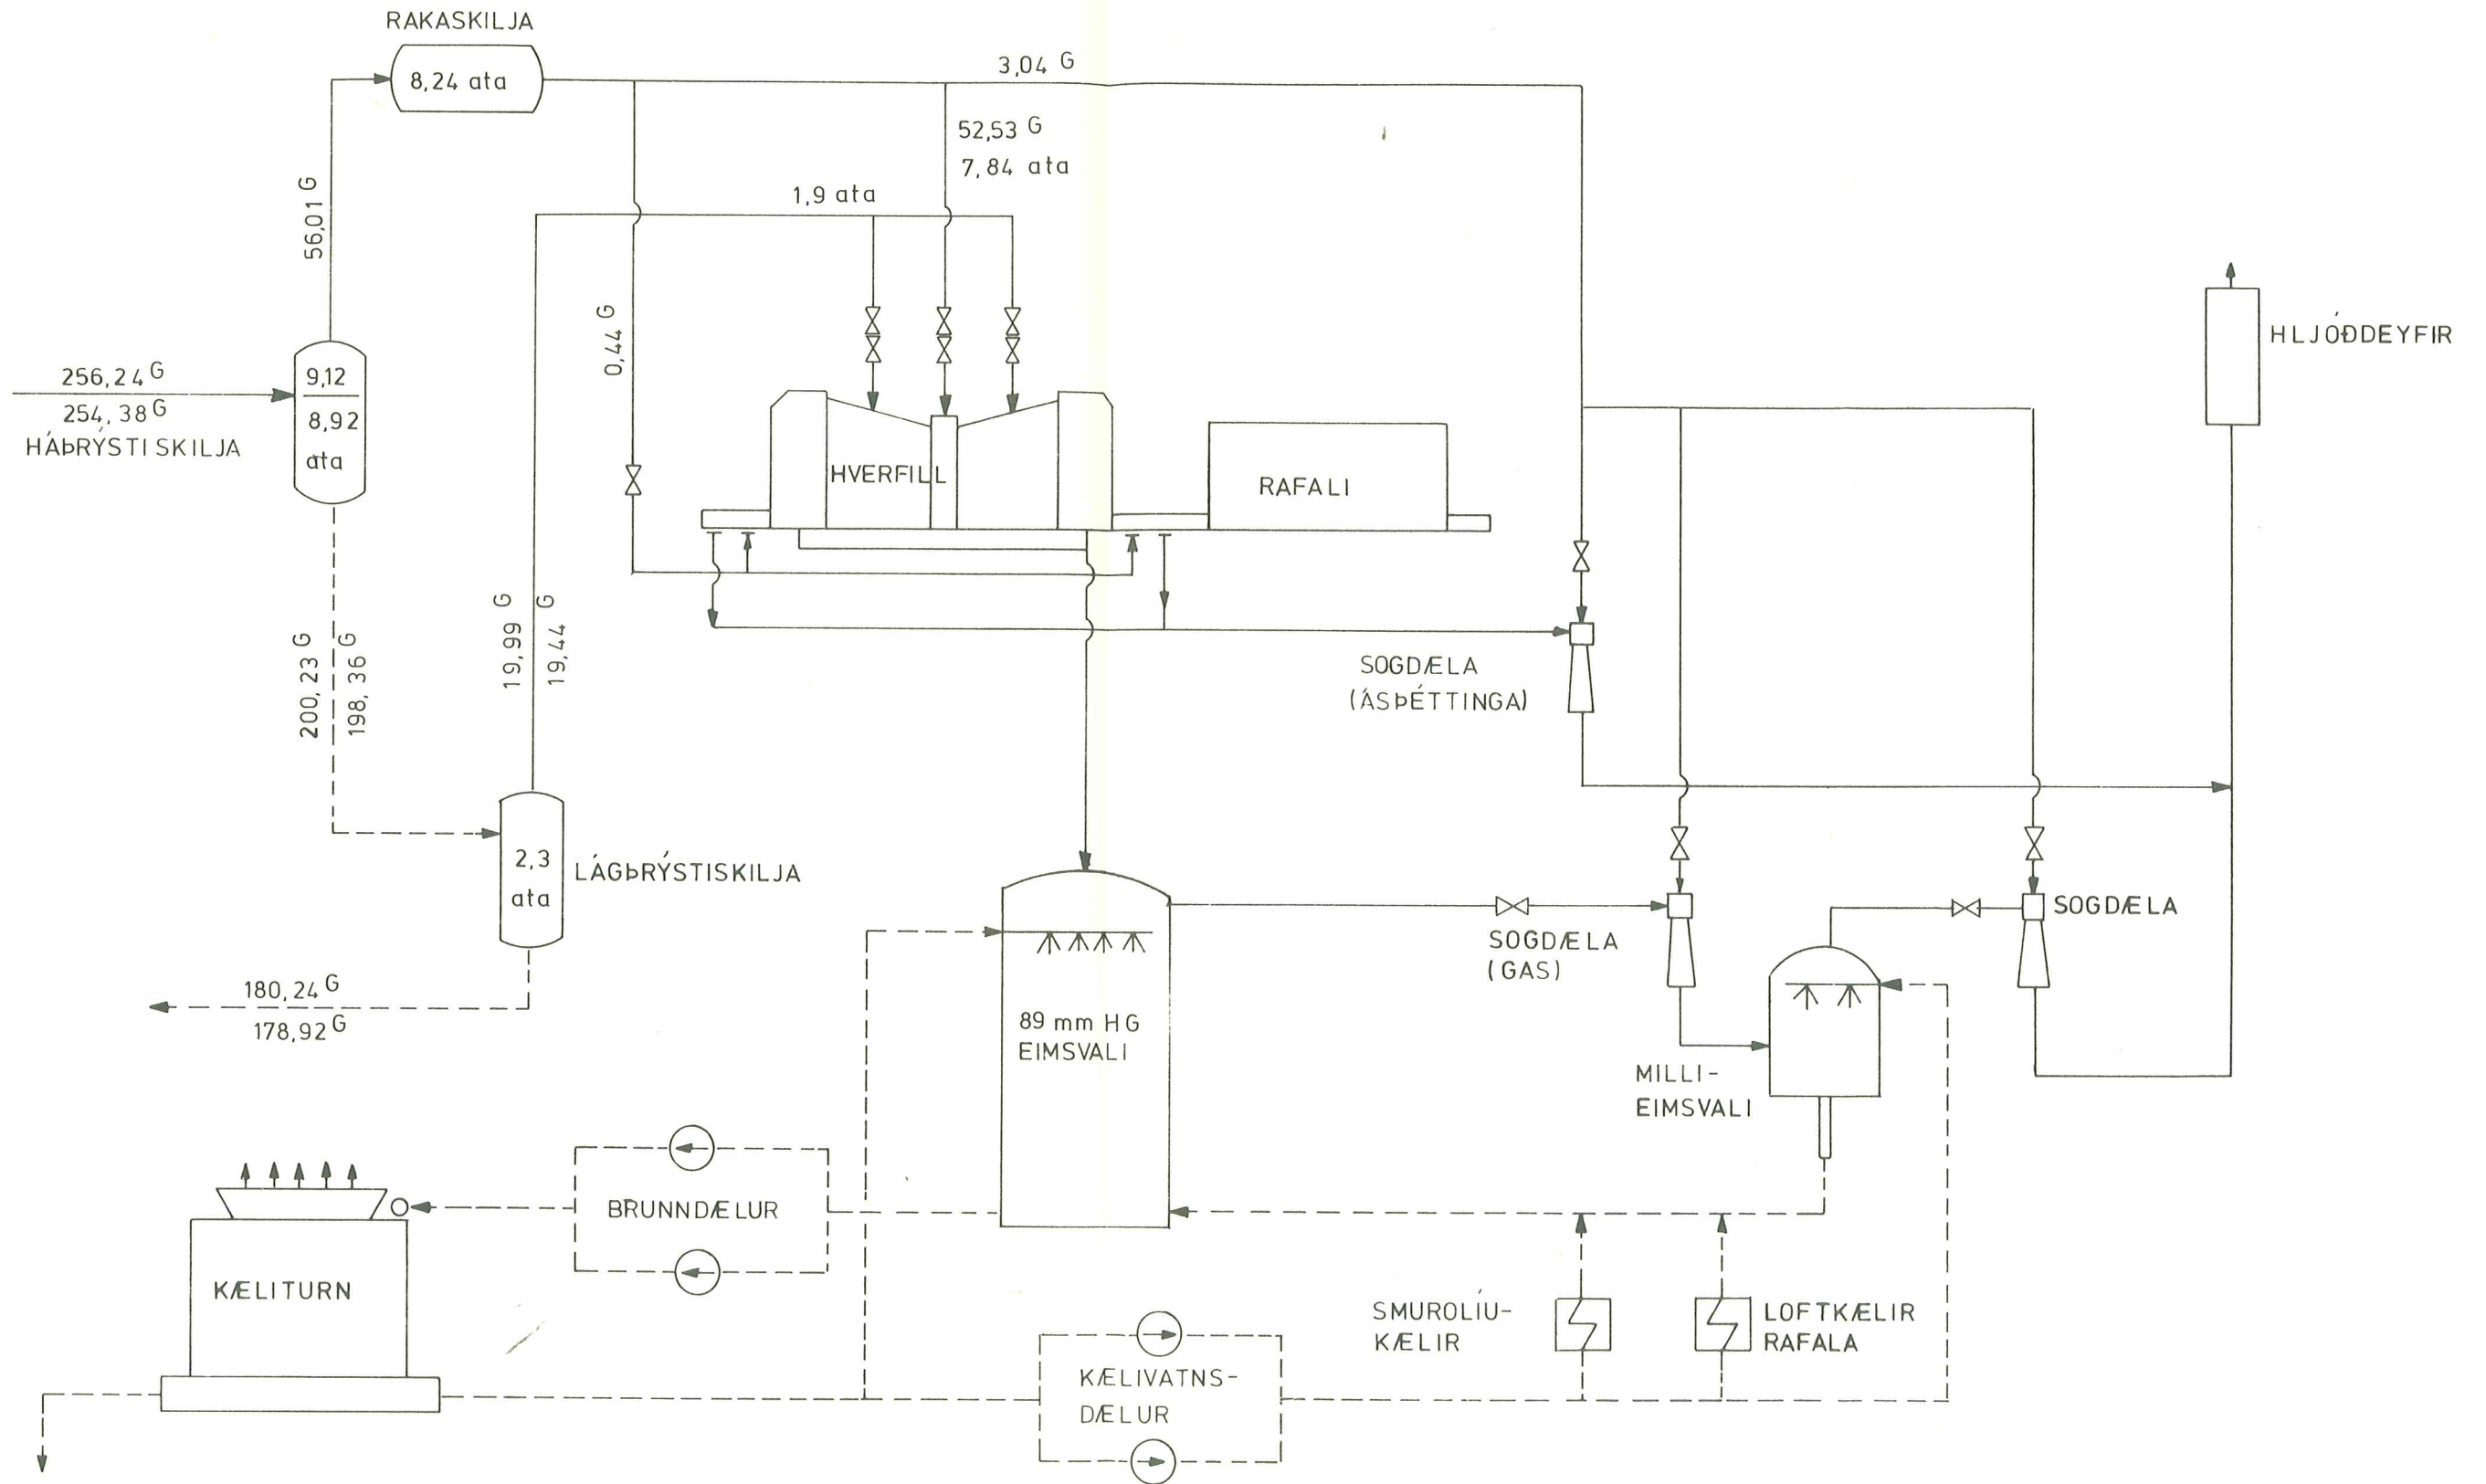 RAKASKILJA
8,24 ata
3,04 G
52,53 G
7,84 ata
1,9 ata
56,01 G
0,44 G
256,24 G
254,38 G
HÁÞRÝSTISKILJA
9,12
8,92
ata
HLJÓÐDEYFIR
HVERFILL
RAFALI
200,23 G
198,36 G
19,99 G
19,44 G
SOGDÆLA
(ÁSÞÉTTINGA)
2,3
ata
LÁGÞRÝSTISKILJA
SOGDÆLA
SOGDÆLA
(GAS)
180,24 G
178,92 G
89 mm HG
EIMSVALI
MILLI-
EIMSVALI
BRUNNDÆLUR
KÆLITURN
SMUROLÍU-
KÆLIR
LOFTKÆLIR
RAFALA
KÆLIVATNS-
DÆLUR